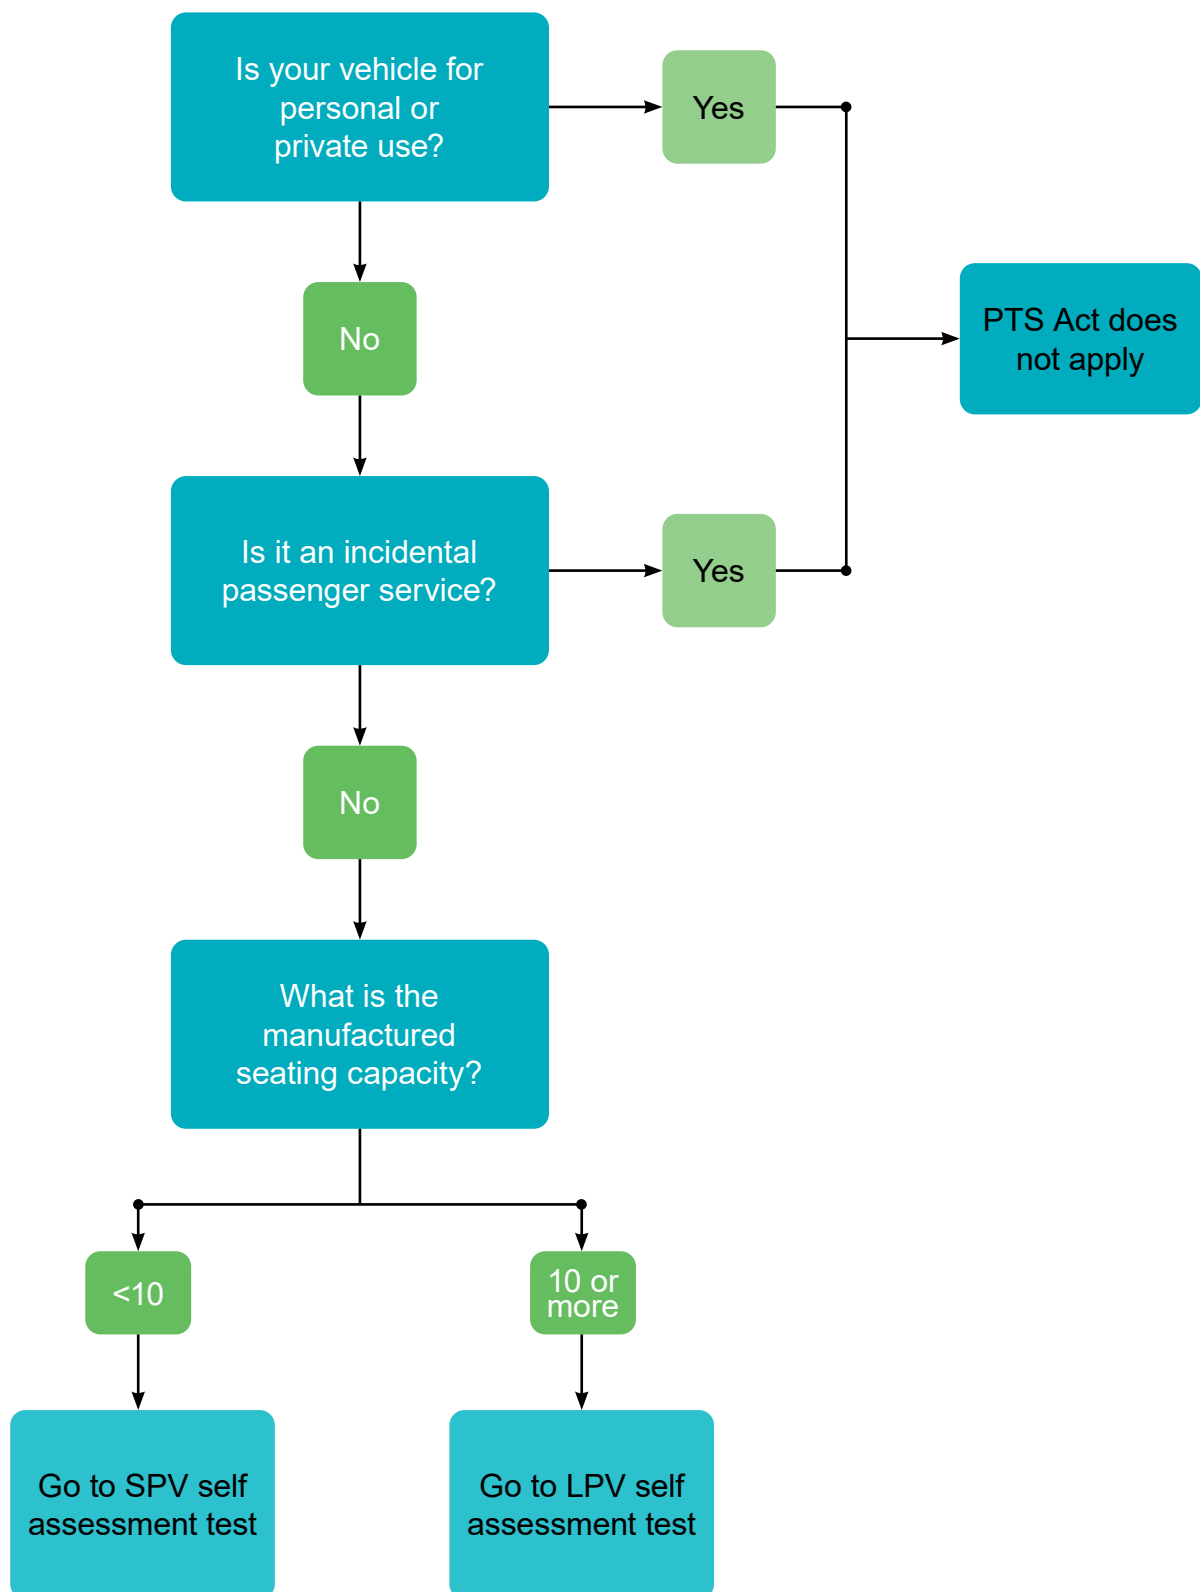 Is your vehicle for
personal or
private use?
Yes
No
PTS Act does
not apply
Is it an incidental
passenger service?
Yes
No
What is the
manufactured
seating capacity?
<10
10 or
more
Go to SPV self
assessment test
Go to LPV self
assessment test